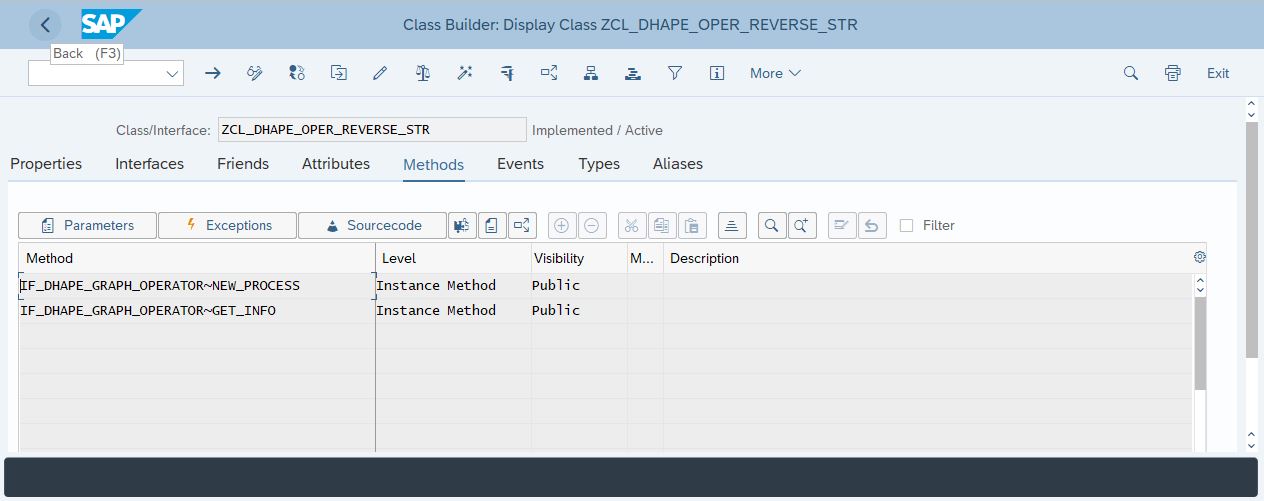 SAP
Class Builder: Display Class ZCL_DHAPE_OPER_REVERSE_STR
Back (F3)
More
Exit
Class/Interface: ZCL_DHAPE_OPER_REVERSE_STR Implemented / Active
Properties Interfaces Friends Attributes Methods Events Types Aliases
Parameters Exceptions Sourcecode Filter
Method Level Visibility M... Description
IF_DHAPE_GRAPH_OPERATOR~NEW_PROCESS Instance Method Public
IF_DHAPE_GRAPH_OPERATOR~GET_INFO Instance Method Public